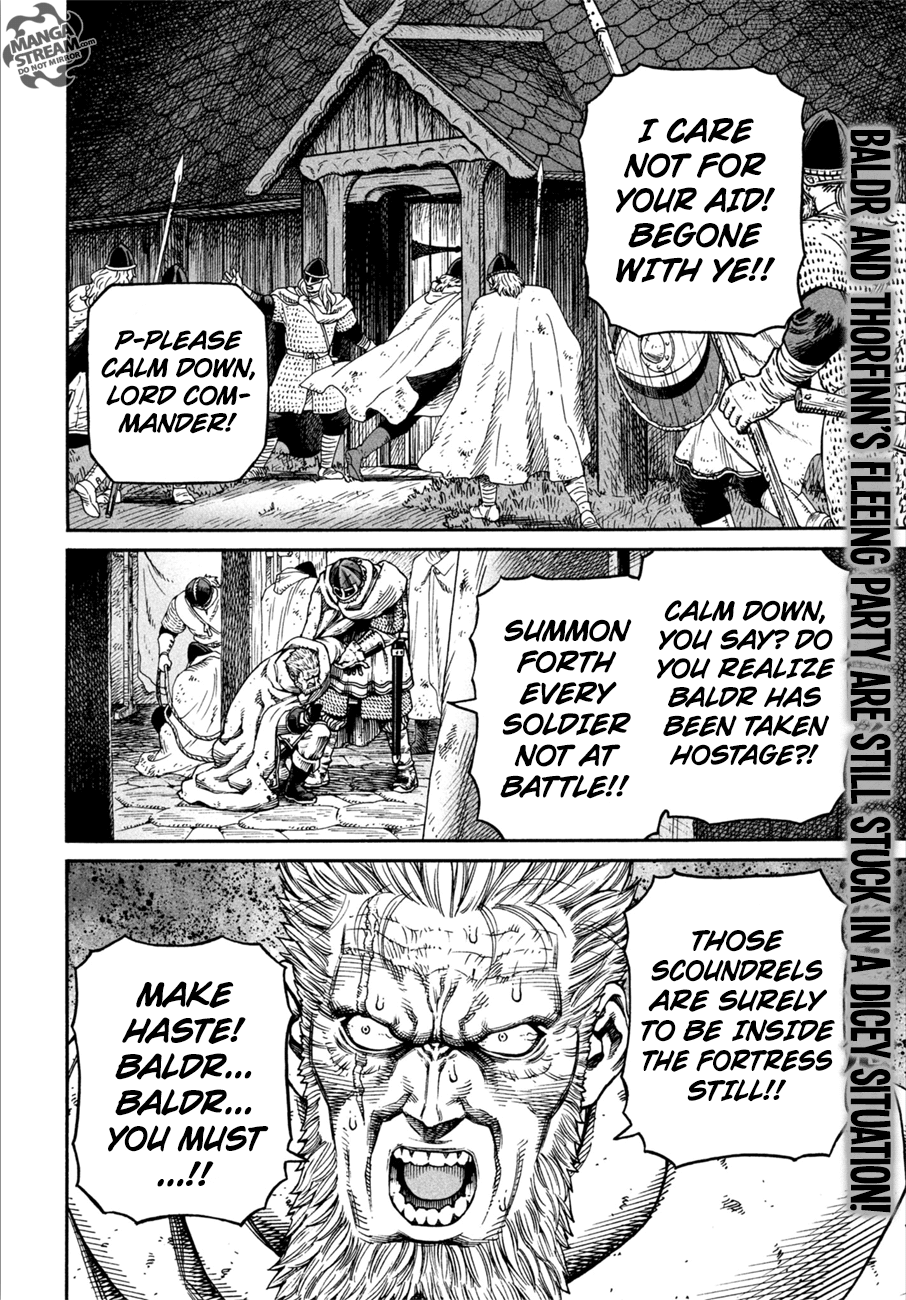 MANGA
STREAM.com
DO NOT MIRROR
BALDR AND THORFINN'S FLEEING PARTY ARE STILL STUCK IN A DICEY SITUATION!
I CARE
NOT FOR
YOUR AID!
BEGONE
WITH YE!!
P-PLEASE
CALM DOWN,
LORD COM-
MANDER!
CALM DOWN,
YOU SAY? DO
YOU REALIZE
BALDR HAS
BEEN TAKEN
HOSTAGE?!
SUMMON
FORTH
EVERY
SOLDIER
NOT AT
BATTLE!!
THOSE
SCOUNDRELS
ARE SURELY
TO BE INSIDE
THE FORTRESS
STILL!!
MAKE
HASTE!
BALDR...
BALDR...
YOU MUST
...!!